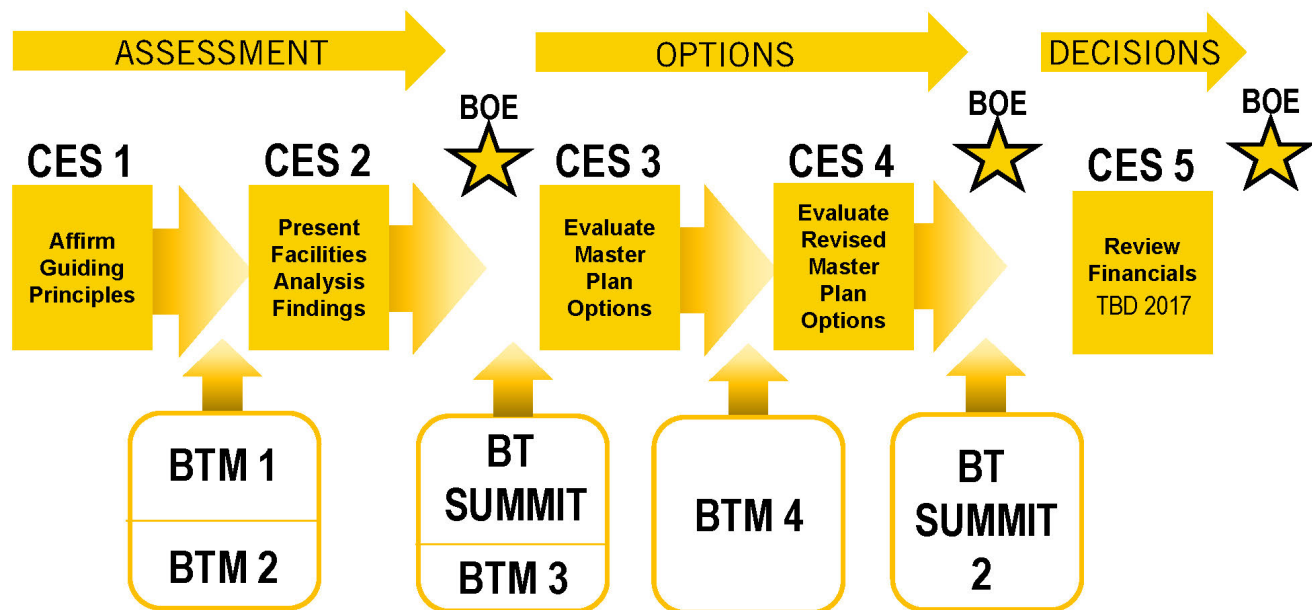 ASSESSMENT
OPTIONS
DECISIONS
BOE
BOE
BOE
CES 1
CES 2
CES 3
CES 4
CES 5
Affirm
Guiding
Principles
Present
Facilities
Analysis
Findings
Evaluate
Master
Plan
Options
Evaluate
Revised
Master
Plan
Options
Review
Financials
TBD 2017
BTM 1
BTM 2
BT
SUMMIT
BTM 3
BTM 4
BT
SUMMIT
2